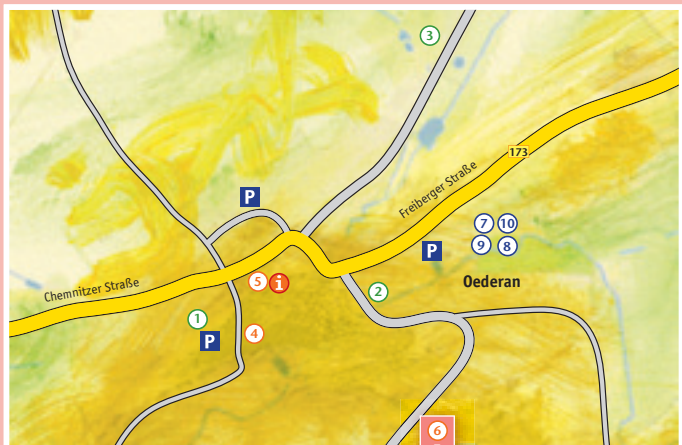 3
173
Freiberger Straße
P
7 10
9 8
P
Oederan
5 i
Chemnitzer Straße
2
1
4
P
6